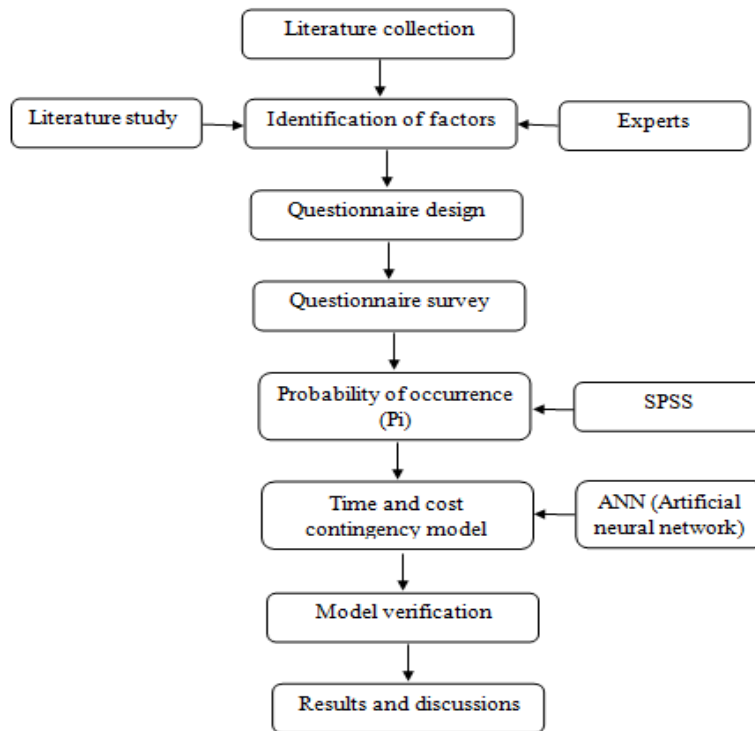 Literature collection
Literature study
Identification of factors
Experts
Questionnaire design
Questionnaire survey
Probability of occurrence
(Pi)
SPSS
Time and cost
contingency model
ANN (Artificial
neural network)
Model verification
Results and discussions